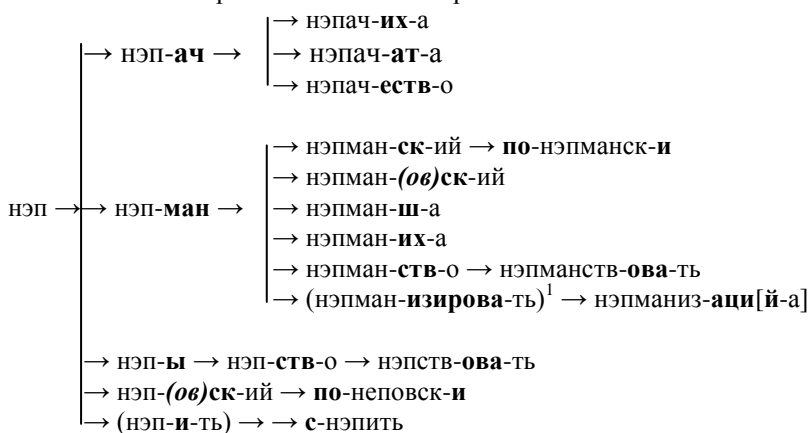 → нэпач-их-а
→ нэп-ач → → нэпач-ат-а
→ нэпач-еств-о
→ нэпман-ск-ий → по-нэпманск-и
→ нэпман-(ов)ск-ий
нэп → → нэп-ман → → нэпман-ш-а
→ нэпман-их-а
→ нэпман-ств-о → нэпманств-ова-ть
→ (нэпман-изирова-ть)¹ → нэпманиз-аци[й-а]
→ нэп-ы → нэп-ств-о → нэпств-ова-ть
→ нэп-(ов)ск-ий → по-неповск-и
→ (нэп-и-ть) → → с-нэпить